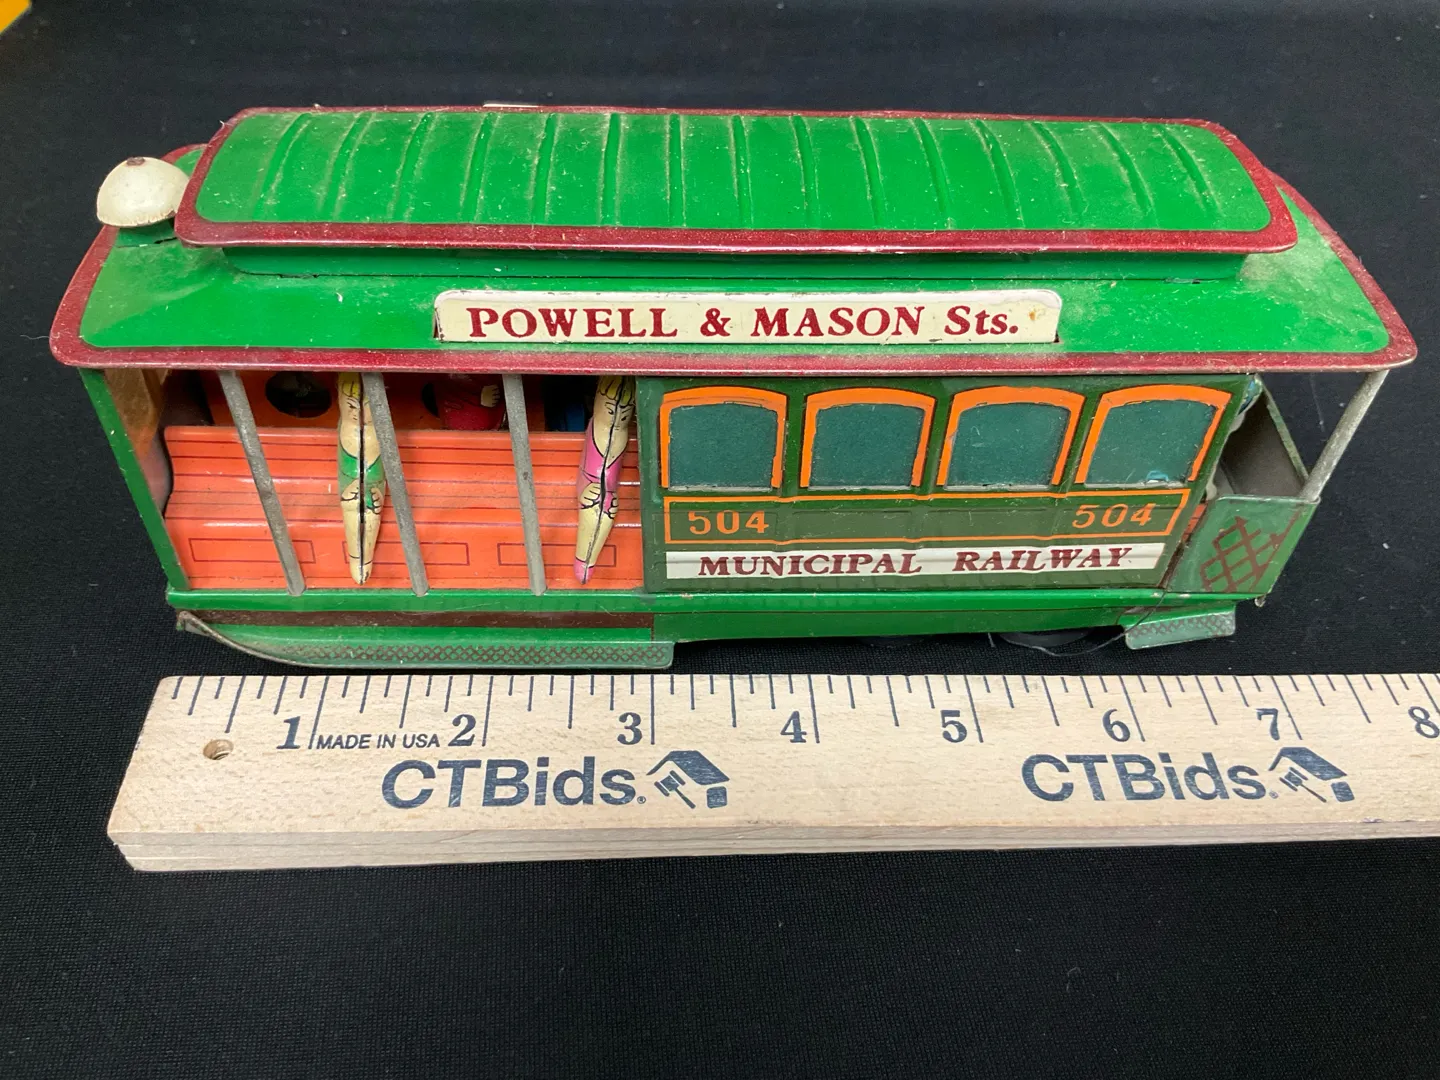 POWELL & MASON Sts.
504 504
MUNICIPAL RAILWAY
1 2 3 4 5 6 7 8
MADE IN USA
CTBids. CTBids.